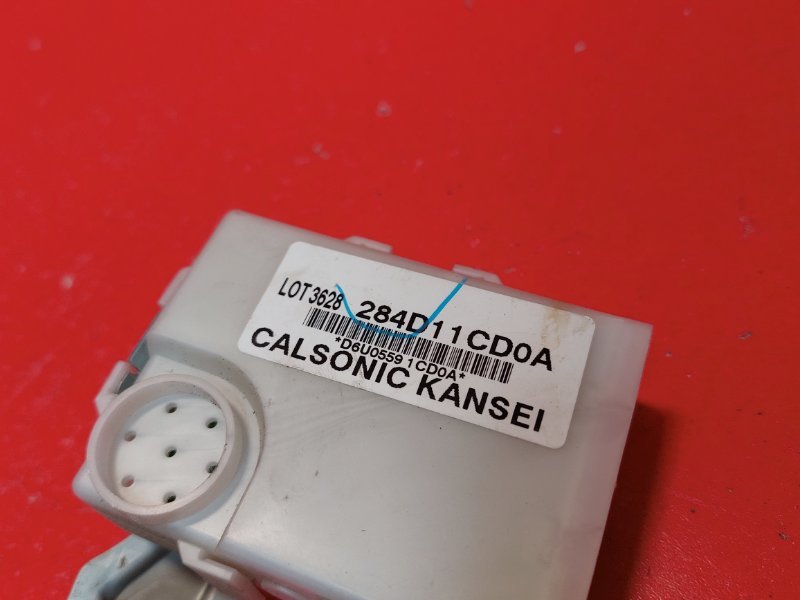 LOT 3628 284D11CD0A
*D6U0559 1CD0A*
CALSONIC KANSEI